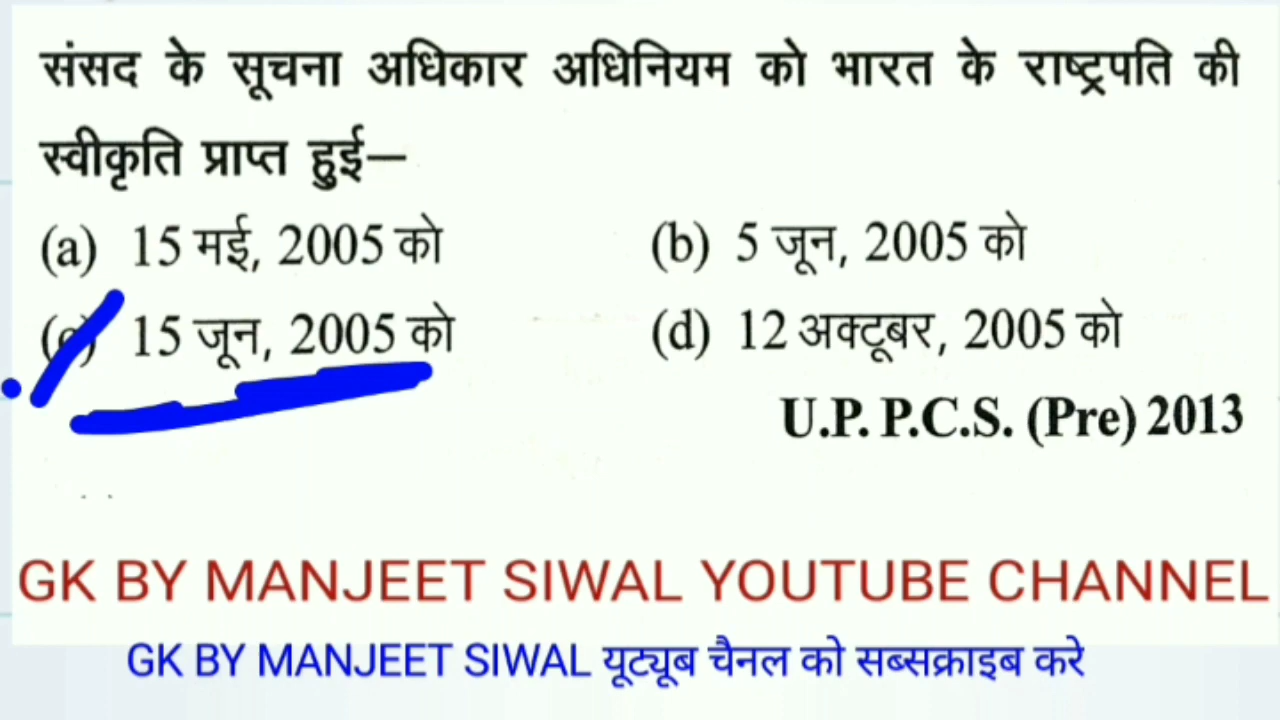 संसद के सूचना अधिकार अधिनियम को भारत के राष्ट्रपति की
स्वीकृति प्राप्त हुई—
(a) 15 मई, 2005 को (b) 5 जून, 2005 को
(c) 15 जून, 2005 को (d) 12 अक्टूबर, 2005 को
U.P. P.C.S. (Pre) 2013
GK BY MANJEET SIWAL YOUTUBE CHANNEL
GK BY MANJEET SIWAL यूट्यूब चैनल को सब्सक्राइब करे